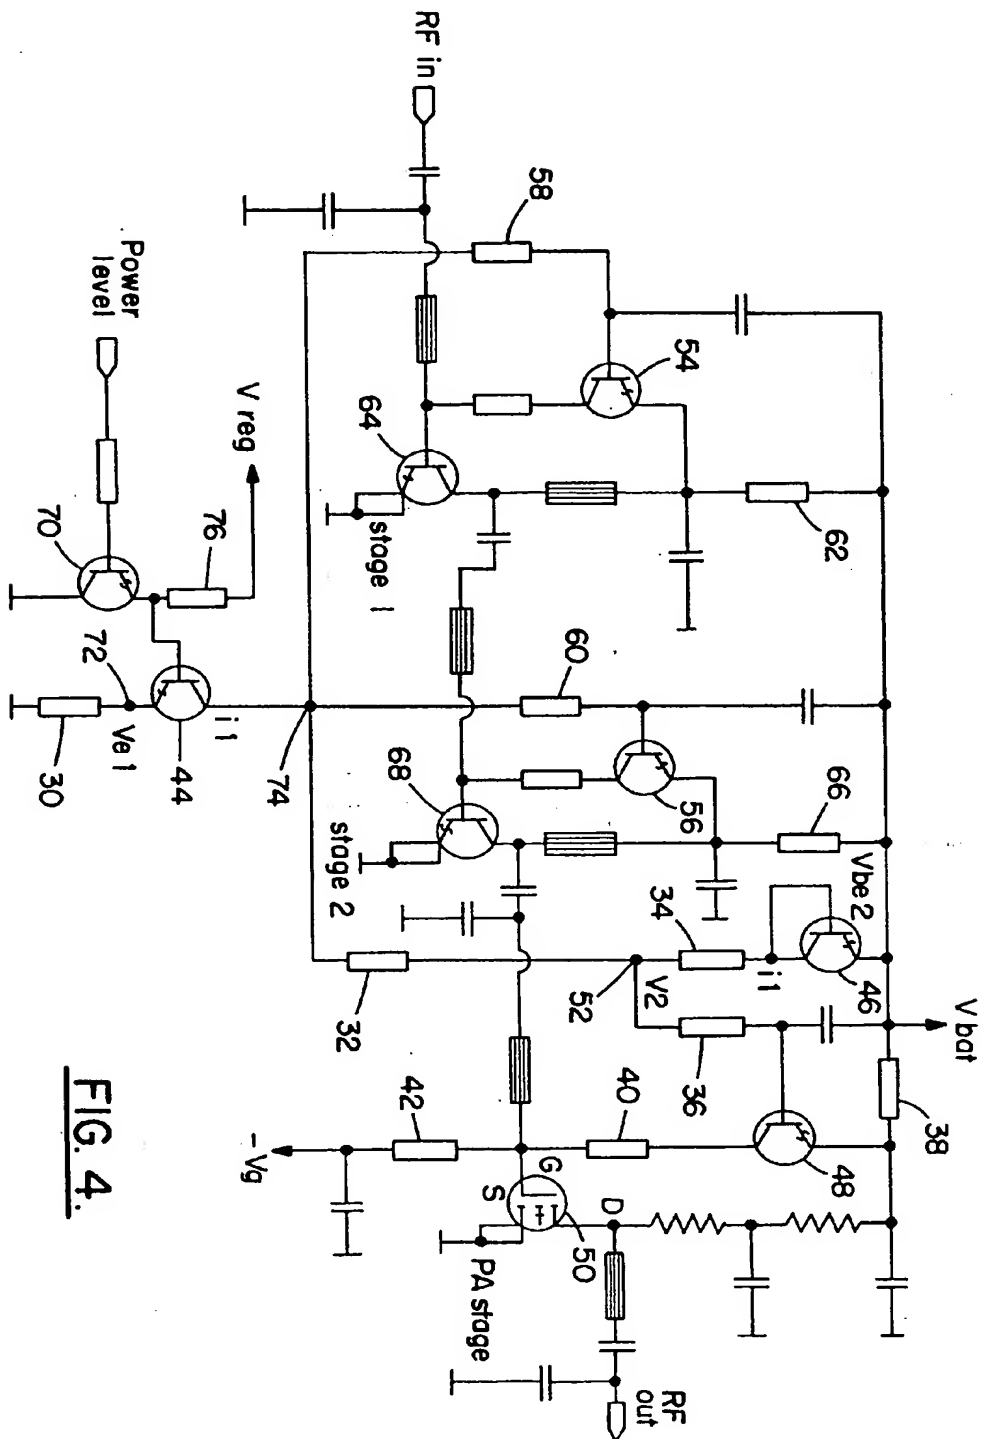 RF in
58
54
64
stage 1
62
Power
level
V reg
70
76
72
Ve 1
i 1
30
44
74
60
56
68
stage 2
66
Vbe 2
34
i 1
46
V2
52
32
36
V bat
38
48
40
42
- Vg
G
S
D
50
PA stage
RF
out
FIG. 4.